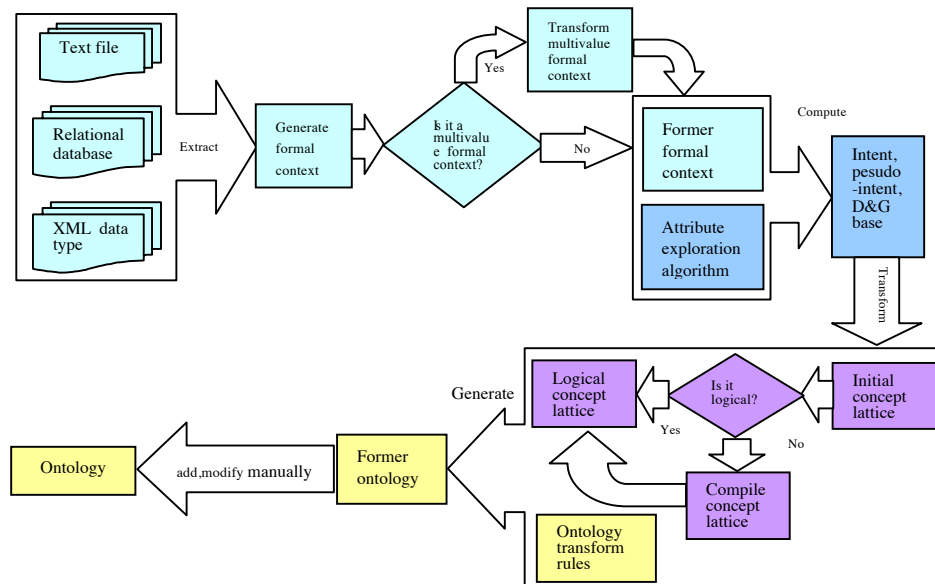 Text file
Relational
database
XML data
type
Extract
Generate
formal
context
Is it a
multivalu
e formal
context?
Yes
No
Transform
multivalue
formal
context
Former
formal
context
Attribute
exploration
algorithm
Compute
Intent,
pesudo
-intent,
D&G
base
Transform
Initial
concept
lattice
Is it
logical?
Yes
No
Logical
concept
lattice
Compile
concept
lattice
Ontology
transform
rules
Generate
Former
ontology
add,modify manually
Ontology